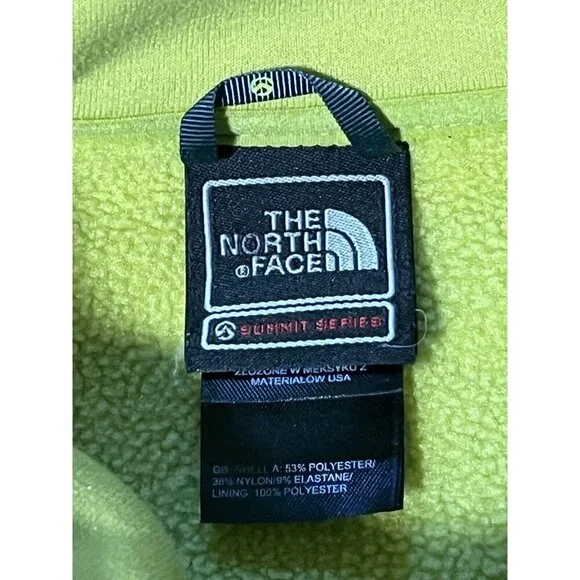 THE
NORTH
FACE®
SUMMIT SERIES
ZŁOŻONE W MEKSYKU Z
MATERIAŁÓW USA
GB: SHELL A: 53% POLYESTER/
38% NYLON/9% ELASTANE/
LINING: 100% POLYESTER